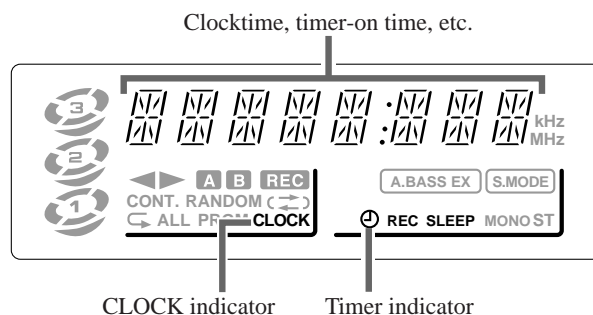 Clocktime, timer-on time, etc.
3
kHz
MHz
2
A B REC
A.BASS EX S.MODE
1
CONT. RANDOM
ALL PROM CLOCK
REC SLEEP MONO ST
CLOCK indicator Timer indicator